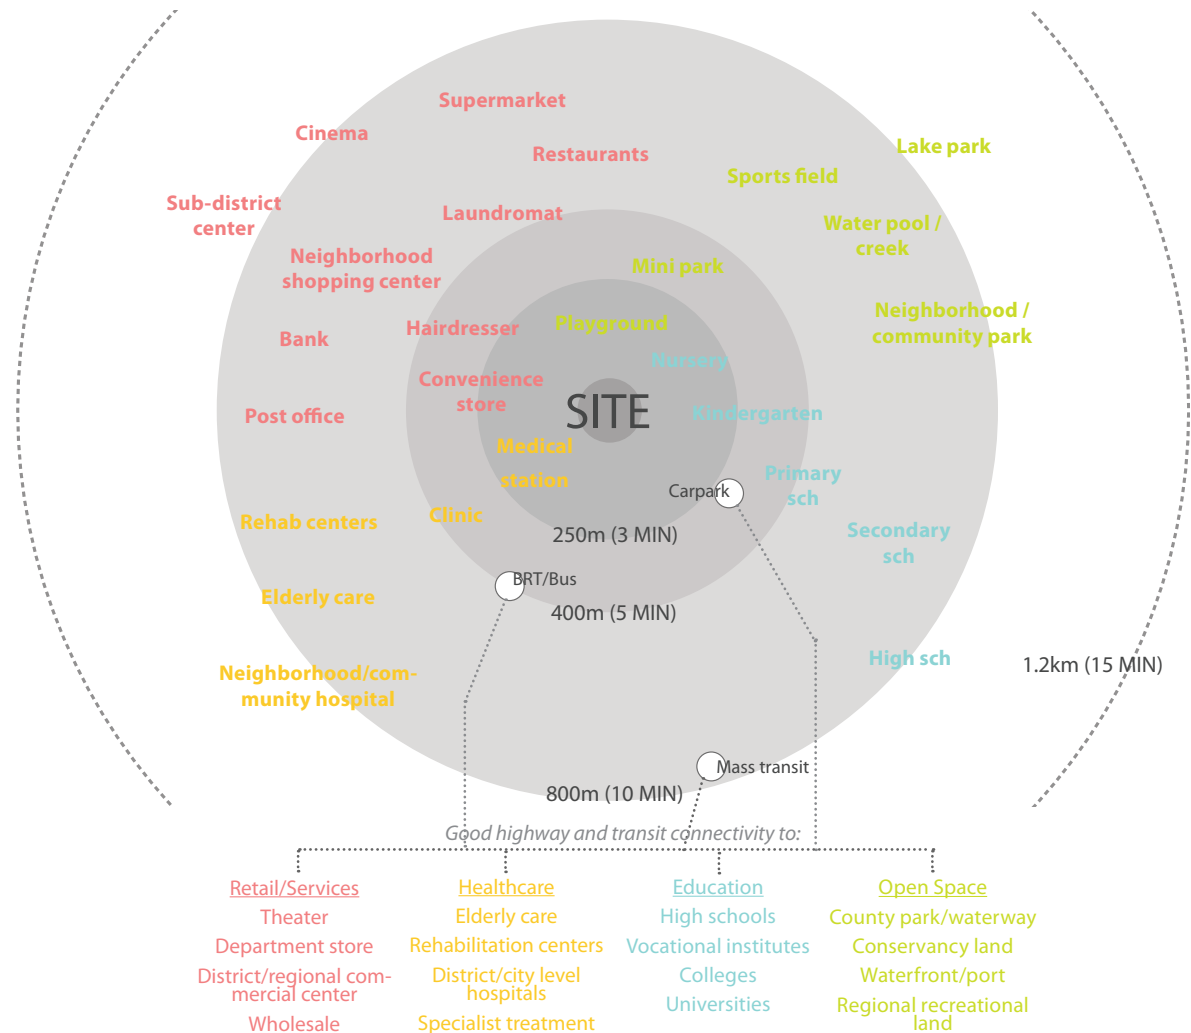 Supermarket
Cinema
Restaurants
Lake park
Sports field
Sub-district
center
Laundromat
Water pool /
creek
Neighborhood
shopping center
Mini park
Neighborhood /
community park
Bank
Hairdresser
Playground
Nursery
Convenience
store
Post office
SITE
Kindergarten
Medical
station
Primary
sch
Carpark
Rehab centers
Clinic
250m (3 MIN)
Secondary
sch
BRT/Bus
Elderly care
400m (5 MIN)
High sch
1.2km (15 MIN)
Neighborhood/com-
munity hospital
Mass transit
800m (10 MIN)
Good highway and transit connectivity to:
Retail/Services
Theater
Department store
District/regional com-
mercial center
Wholesale
Healthcare
Elderly care
Rehabilitation centers
District/city level
hospitals
Specialist treatment
Education
High schools
Vocational institutes
Colleges
Universities
Open Space
County park/waterway
Conservancy land
Waterfront/port
Regional recreational
land